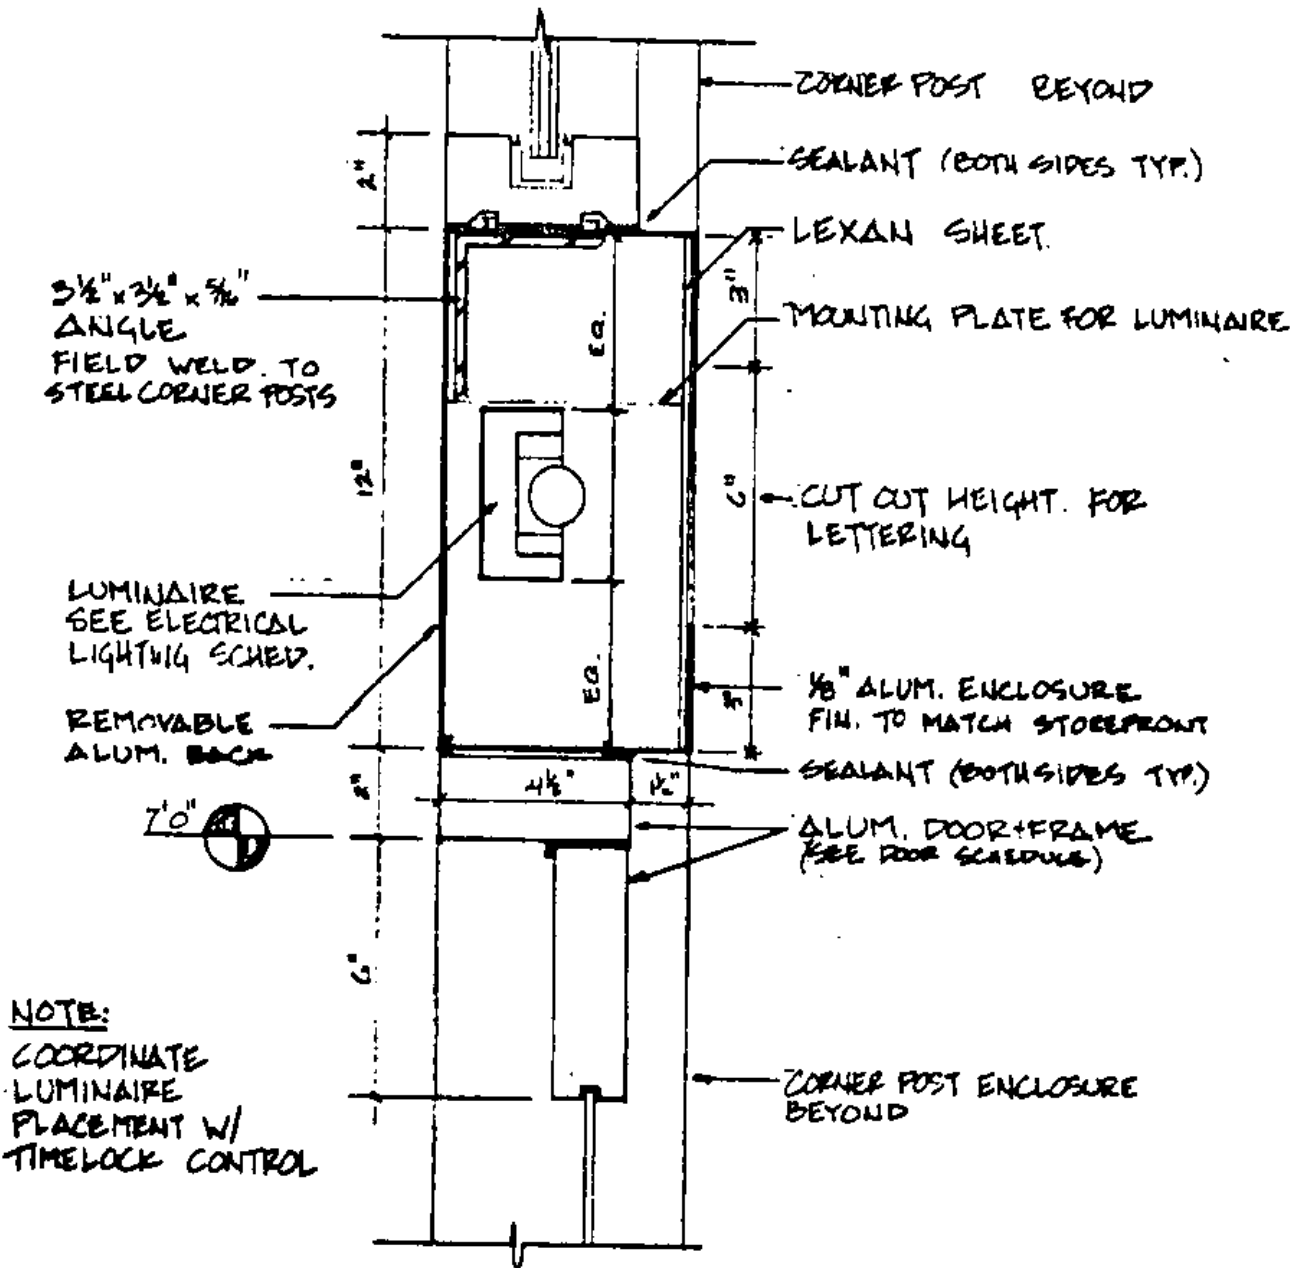 CORNER POST BEYOND
2"
SEALANT (BOTH SIDES TYP.)
LEXAN SHEET.
3"
3½" x 3½" x 5/16"
ANGLE
FIELD WELD. TO
STEEL CORNER POSTS
EQ.
MOUNTING PLATE FOR LUMINAIRE
12"
6"
CUT OUT HEIGHT. FOR
LETTERING
LUMINAIRE
SEE ELECTRICAL
LIGHTING SCHED.
EQ.
3"
⅛" ALUM. ENCLOSURE
FIN. TO MATCH STOREFRONT
REMOVABLE
ALUM. BACK
SEALANT (BOTH SIDES TYP.)
2"
4½"
1½"
7'0"
ALUM. DOOR+FRAME
(SEE DOOR SCHEDULE)
6"
NOTE:
COORDINATE
LUMINAIRE
PLACEMENT W/
TIMELOCK CONTROL
CORNER POST ENCLOSURE
BEYOND